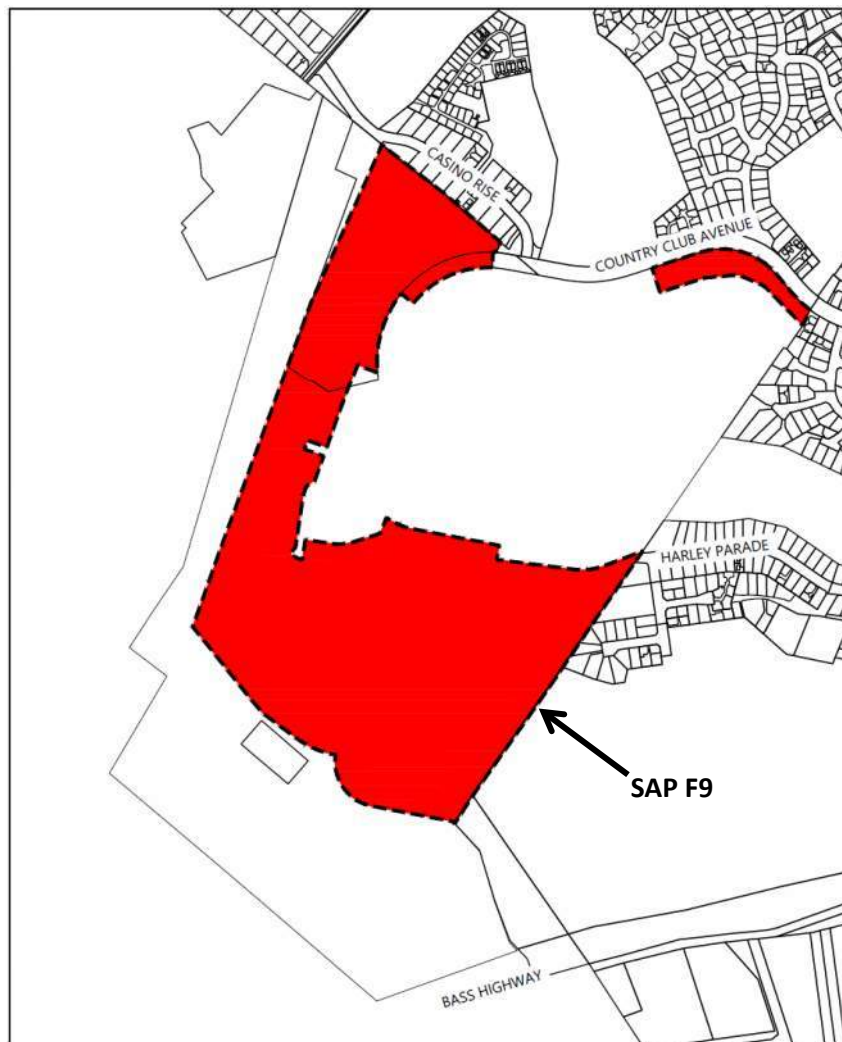 CASINO RISE
COUNTRY CLUB AVENUE
HARLEY PARADE
SAP F9
BASS HIGHWAY